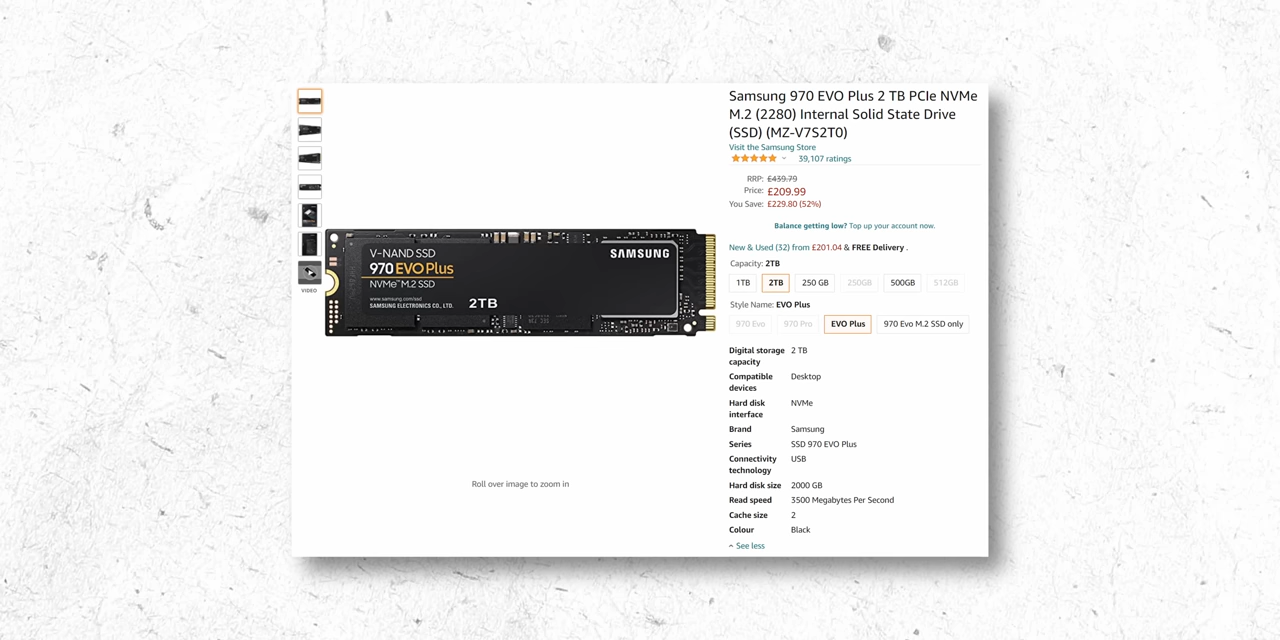 Samsung 970 EVO Plus 2 TB PCIe NVMe
M.2 (2280) Internal Solid State Drive
(SSD) (MZ-V7S2T0)
Visit the Samsung Store
39,107 ratings
RRP: £439.79
Price: £209.99
You Save: £229.80 (52%)
Balance getting low? Top up your account now.
New & Used (32) from £201.04 & FREE Delivery .
Capacity: 2TB
1TB 2TB 250 GB 250GB 500GB 512GB
Style Name: EVO Plus
970 Evo 970 Pro EVO Plus 970 Evo M.2 SSD only
Digital storage capacity 2 TB
Compatible devices Desktop
Hard disk interface NVMe
Brand Samsung
Series SSD 970 EVO Plus
Connectivity technology USB
Hard disk size 2000 GB
Read speed 3500 Megabytes Per Second
Cache size 2
Colour Black
See less
VIDEO
V-NAND SSD
970 EVO Plus
NVMe™ M.2 SSD
www.samsung.com/ssd
SAMSUNG ELECTRONICS CO., LTD.
2TB
SAMSUNG
Roll over image to zoom in